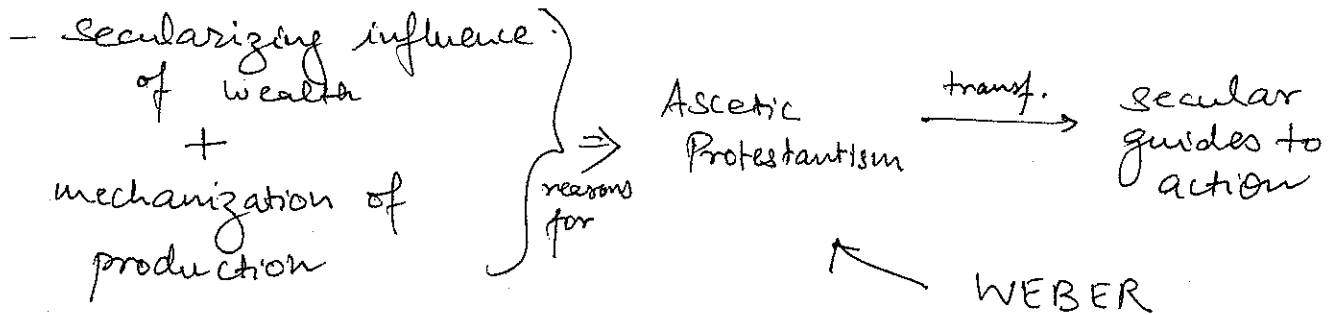 - secularizing influence
of wealth
+
mechanization of
production
⇒
reasons
for
Ascetic
Protestantism
transf.
secular
guides to
action
WEBER